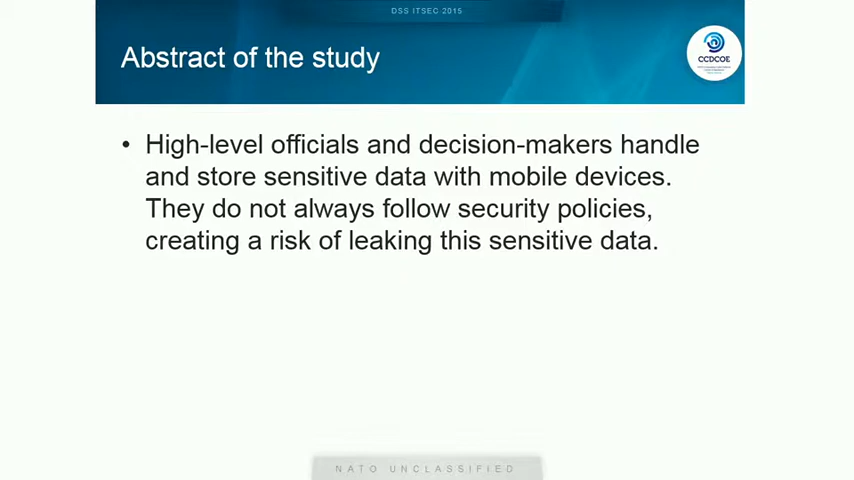 DSS ITSEC 2015
Abstract of the study
CCDCOE
• High-level officials and decision-makers handle
and store sensitive data with mobile devices.
They do not always follow security policies,
creating a risk of leaking this sensitive data.
NATO UNCLASSIFIED